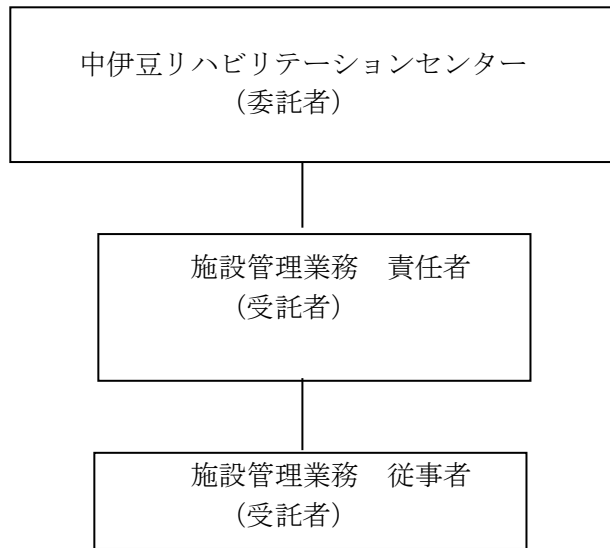 中伊豆リハビリテーションセンター
（委託者）
施設管理業務　責任者
（受託者）
施設管理業務　従事者
（受託者）